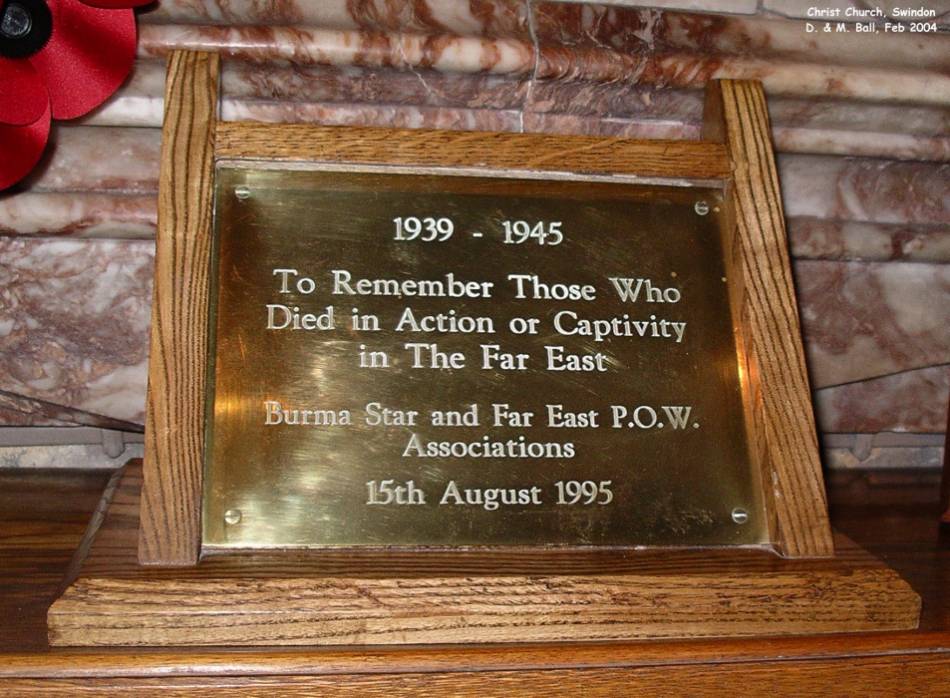 Christ Church, Swindon
D. & M. Ball, Feb 2004
1939 - 1945
To Remember Those Who
Died in Action or Captivity
in The Far East
Burma Star and Far East P.O.W.
Associations
15th August 1995